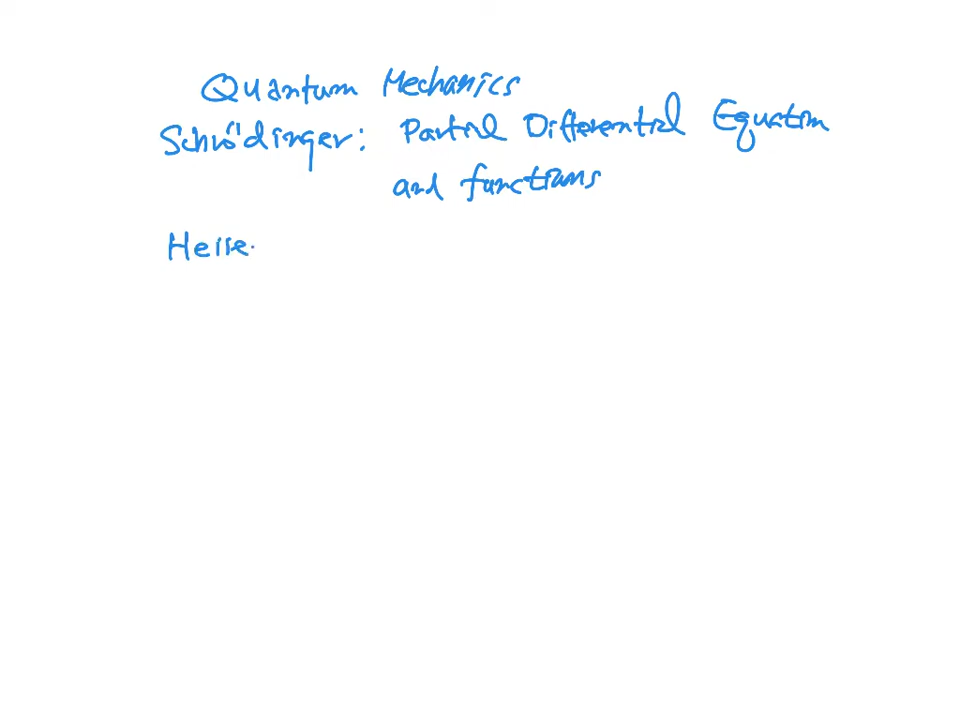 Quantum Mechanics
Schrödinger: Partial Differential Equation
and functions
Heise